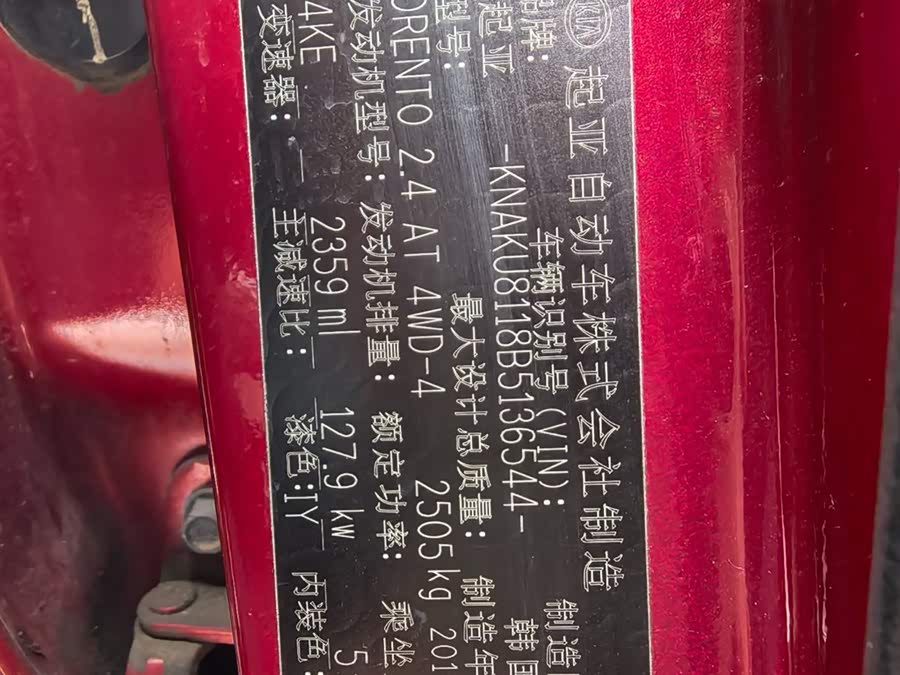 KIA 起亚自动车株式会社制造
品牌: 车辆识别号(VIN): 制造
起亚 -KNAKU8118B5136544- 韩国
型号: 最大设计总质量: 制造年
ORENTO 2.4 AT 4WD-4 2505kg 201
发动机型号: 发动机排量: 额定功率: 乘坐
4KE 2359 ml 127.9 kw 5
变速器: 主减速比: 漆色:IY 内装色: